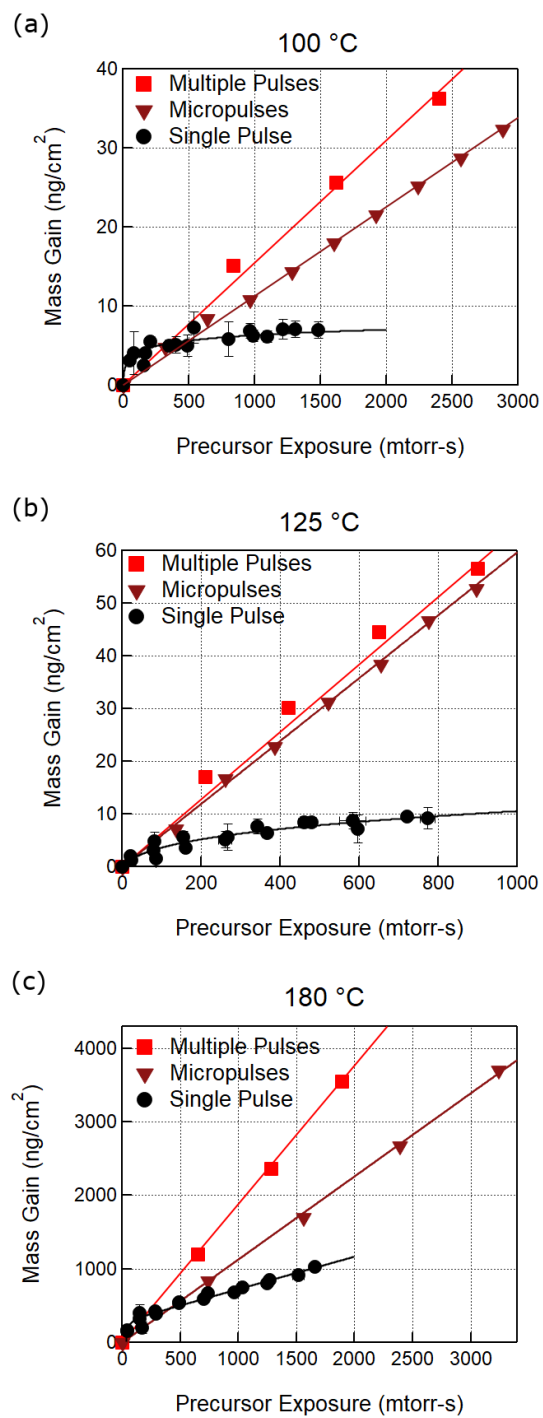 (a)
100 °C
Multiple Pulses
Micropulses
Single Pulse
Mass Gain (ng/cm²)
40
30
20
10
0
0 500 1000 1500 2000 2500 3000
Precursor Exposure (mtorr-s)
(b)
125 °C
Multiple Pulses
Micropulses
Single Pulse
Mass Gain (ng/cm²)
60
50
40
30
20
10
0
0 200 400 600 800 1000
Precursor Exposure (mtorr-s)
(c)
180 °C
Multiple Pulses
Micropulses
Single Pulse
Mass Gain (ng/cm²)
4000
3000
2000
1000
0
0 500 1000 1500 2000 2500 3000
Precursor Exposure (mtorr-s)